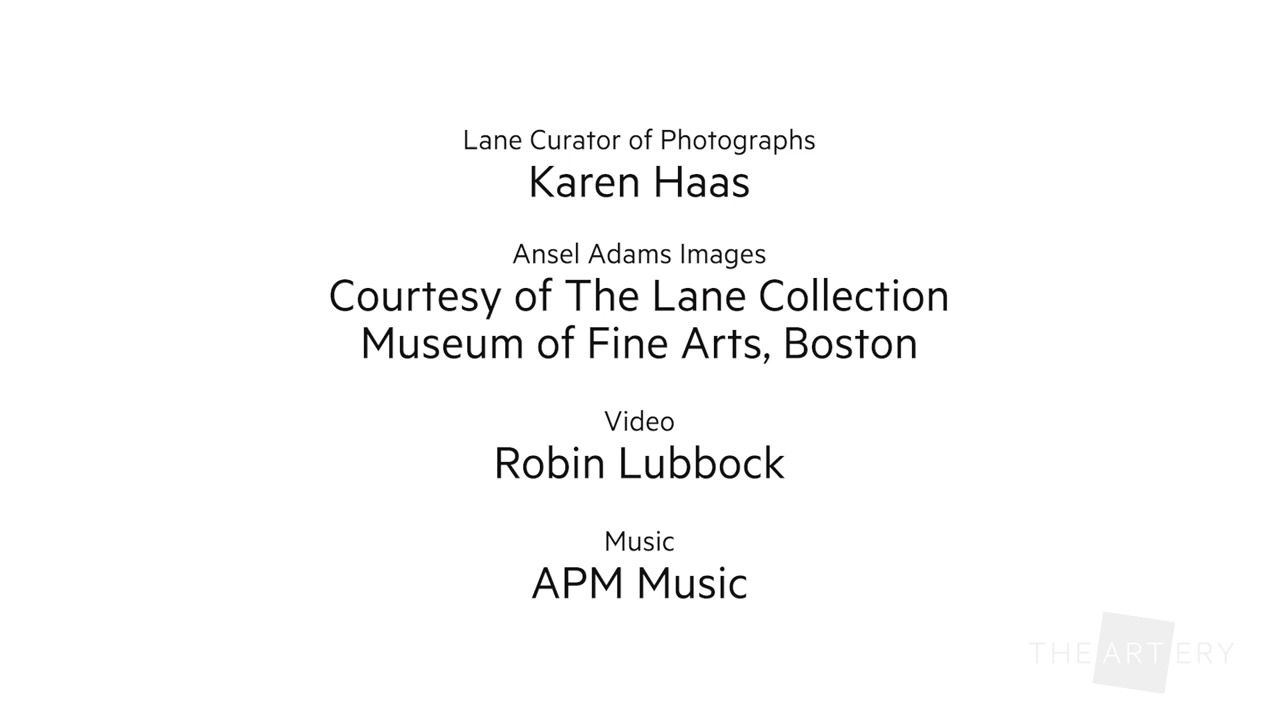 Lane Curator of Photographs
Karen Haas
Ansel Adams Images
Courtesy of The Lane Collection
Museum of Fine Arts, Boston
Video
Robin Lubbock
Music
APM Music
THE ARTERY